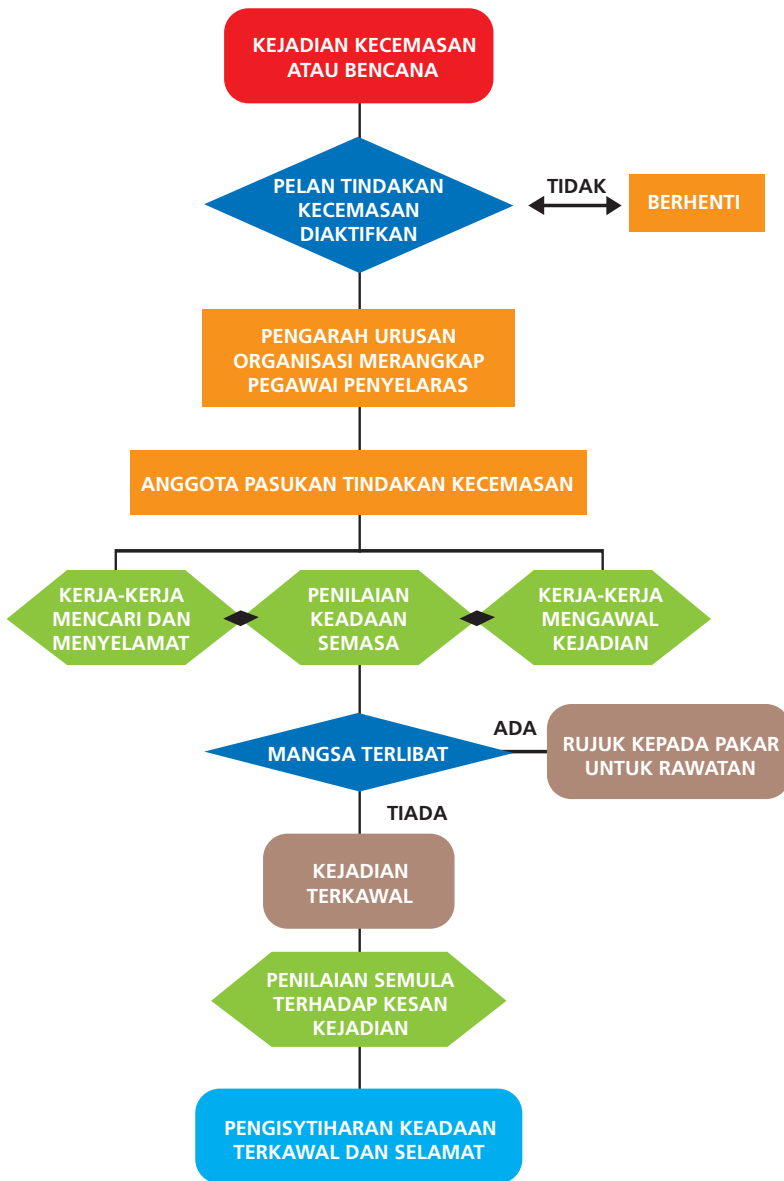 KEJADIAN KECEMASAN
ATAU BENCANA
PELAN TINDAKAN
KECEMASAN
DIAKTIFKAN
TIDAK
BERHENTI
PENGARAH URUSAN
ORGANISASI MERANGKAP
PEGAWAI PENYELARAS
ANGGOTA PASUKAN TINDAKAN KECEMASAN
KERJA-KERJA
MENCARI DAN
MENYELAMAT
PENILAIAN
KEADAAN
SEMASA
KERJA-KERJA
MENGAWAL
KEJADIAN
MANGSA TERLIBAT
ADA
RUJUK KEPADA PAKAR
UNTUK RAWATAN
TIADA
KEJADIAN
TERKAWAL
PENILAIAN SEMULA
TERHADAP KESAN
KEJADIAN
PENGISYTIHARAN KEADAAN
TERKAWAL DAN SELAMAT